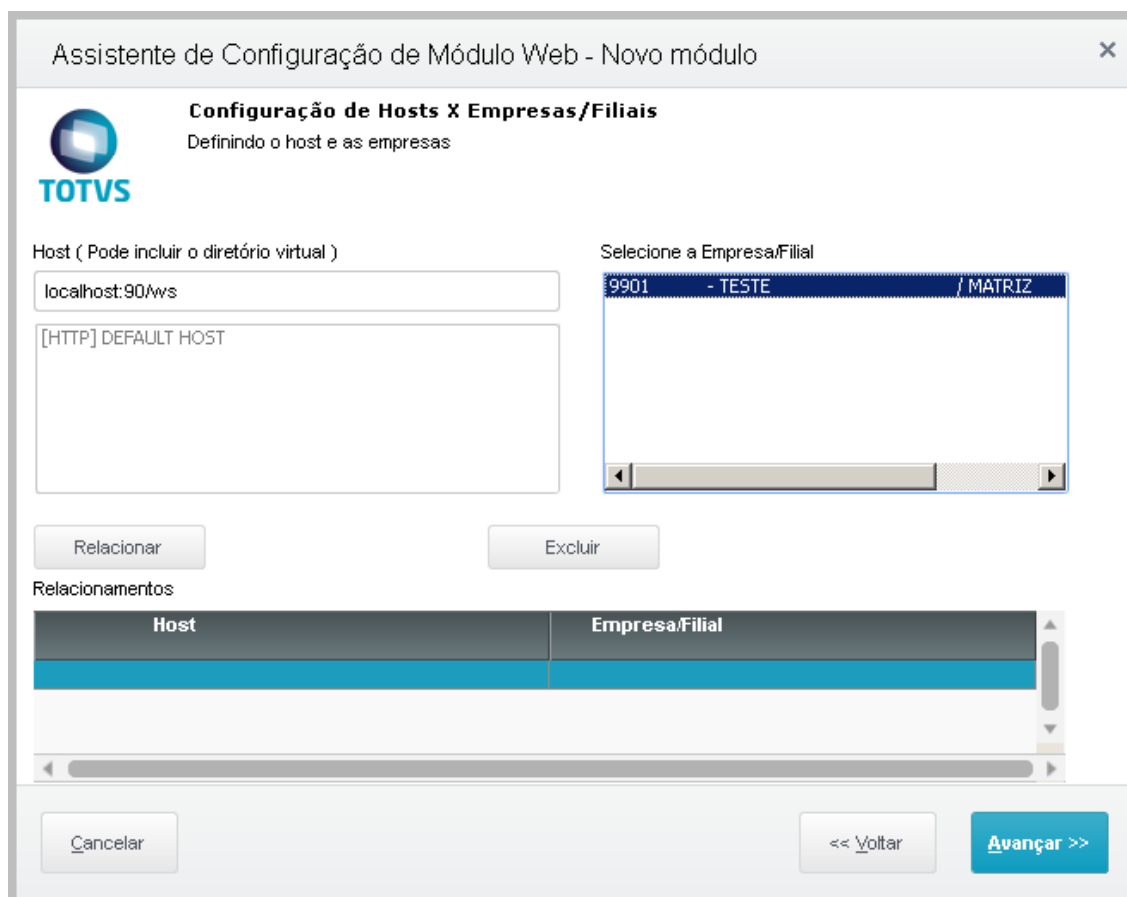 Assistente de Configuração de Módulo Web - Novo módulo
Configuração de Hosts X Empresas/Filiais
Definindo o host e as empresas
TOTVS
Host ( Pode incluir o diretório virtual )
Selecione a Empresa/Filial
localhost:90/ws
9901 - TESTE / MATRIZ
[HTTP] DEFAULT HOST
Relacionar
Excluir
Relacionamentos
Host Empresa/Filial
Cancelar
<< Voltar
Avançar >>